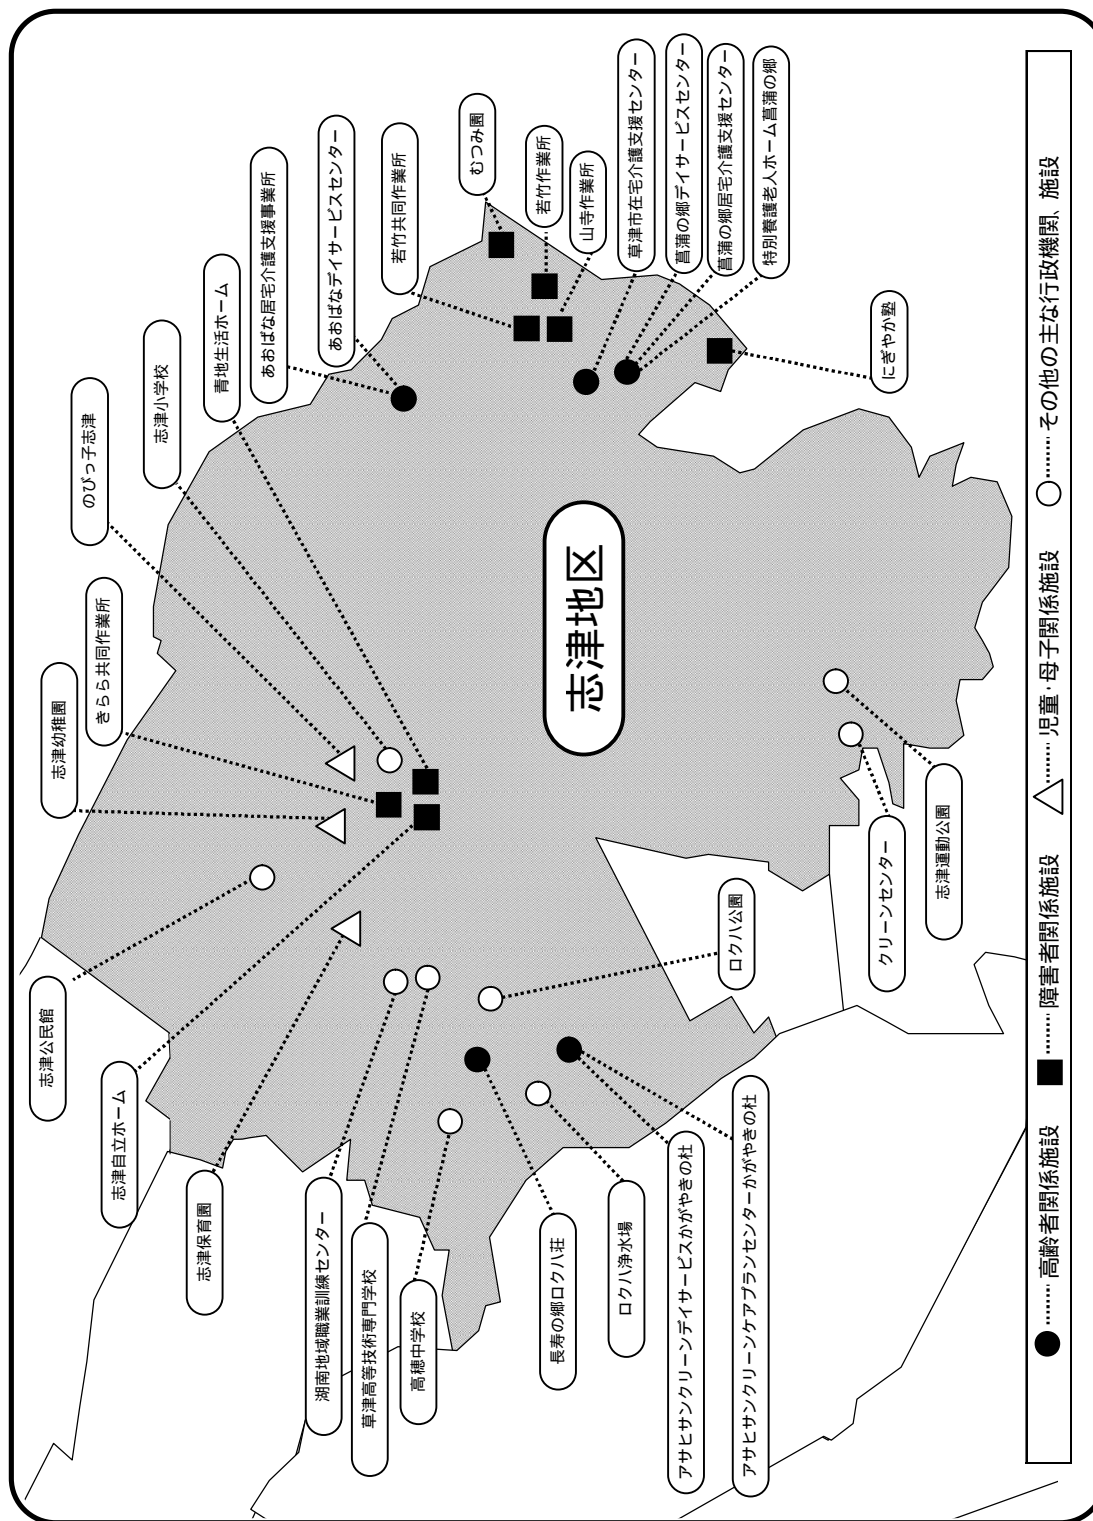 志津地区
志津公民館
志津幼稚園
きらら共同作業所
のびっ子志津
志津小学校
青地生活ホーム
あおばな居宅介護支援事業所
あおばなデイサービスセンター
若竹共同作業所
むつみ園
若竹作業所
山寺作業所
草津市在宅介護支援センター
菖蒲の郷デイサービスセンター
菖蒲の郷居宅介護支援センター
特別養護老人ホーム菖蒲の郷
にぎやか塾
志津自立ホーム
志津保育園
湖南地域職業訓練センター
草津高等技術専門学校
高穂中学校
長寿の郷ロクハ荘
ロクハ浄水場
アサヒサンクリーンデイサービスかがやきの杜
アサヒサンクリーンケアプランセンターかがやきの杜
ロクハ公園
クリーンセンター
志津運動公園
●……高齢者関係施設 ■……障害者関係施設 △……児童・母子関係施設 ○……その他の主な行政機関、施設